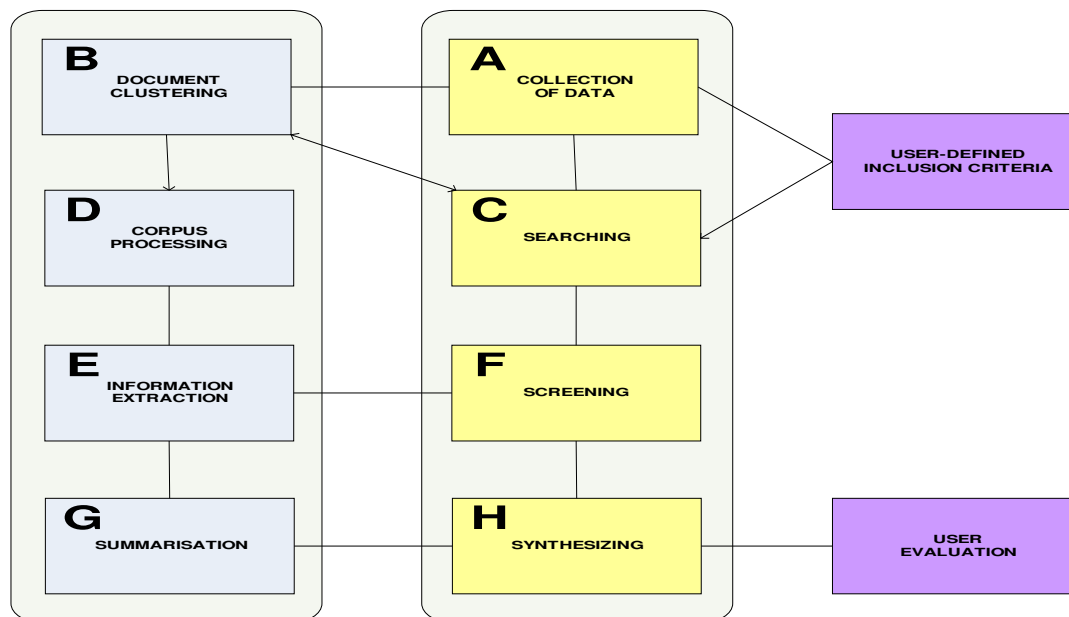 B
DOCUMENT
CLUSTERING
A
COLLECTION
OF DATA
USER-DEFINED
INCLUSION CRITERIA
D
CORPUS
PROCESSING
C
SEARCHING
E
INFORMATION
EXTRACTION
F
SCREENING
G
SUMMARISATION
H
SYNTHESIZING
USER
EVALUATION